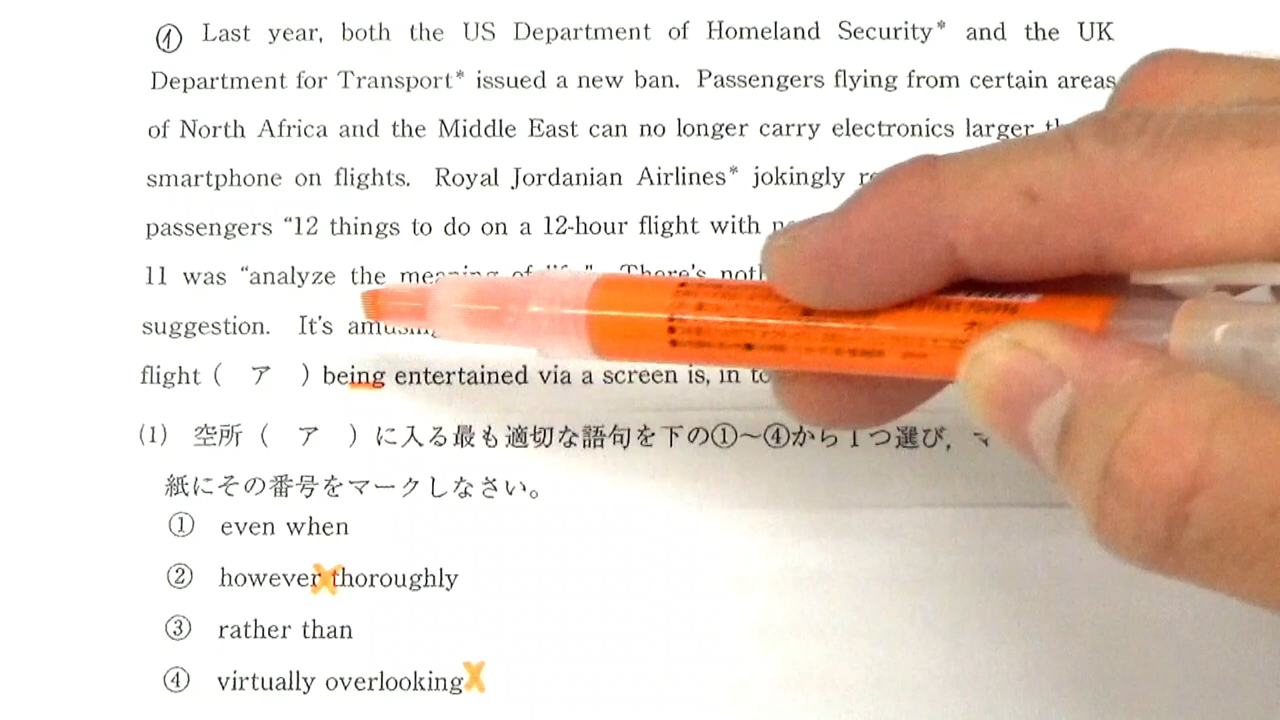 ① Last year, both the US Department of Homeland Security* and the UK
Department for Transport* issued a new ban. Passengers flying from certain areas
of North Africa and the Middle East can no longer carry electronics larger
smartphone on flights. Royal Jordanian Airlines* jokingly
passengers “12 things to do on a 12-hour flight with
11 was “analyze the meaning of life.” There's
suggestion. It's amusing
flight ( ア ) being entertained via a screen is, in
(1) 空所 ( ア ) に入る最も適切な語句を下の①～④から1つ選び,
紙にその番号をマークしなさい。
① even when
② however thoroughly
③ rather than
④ virtually overlooking